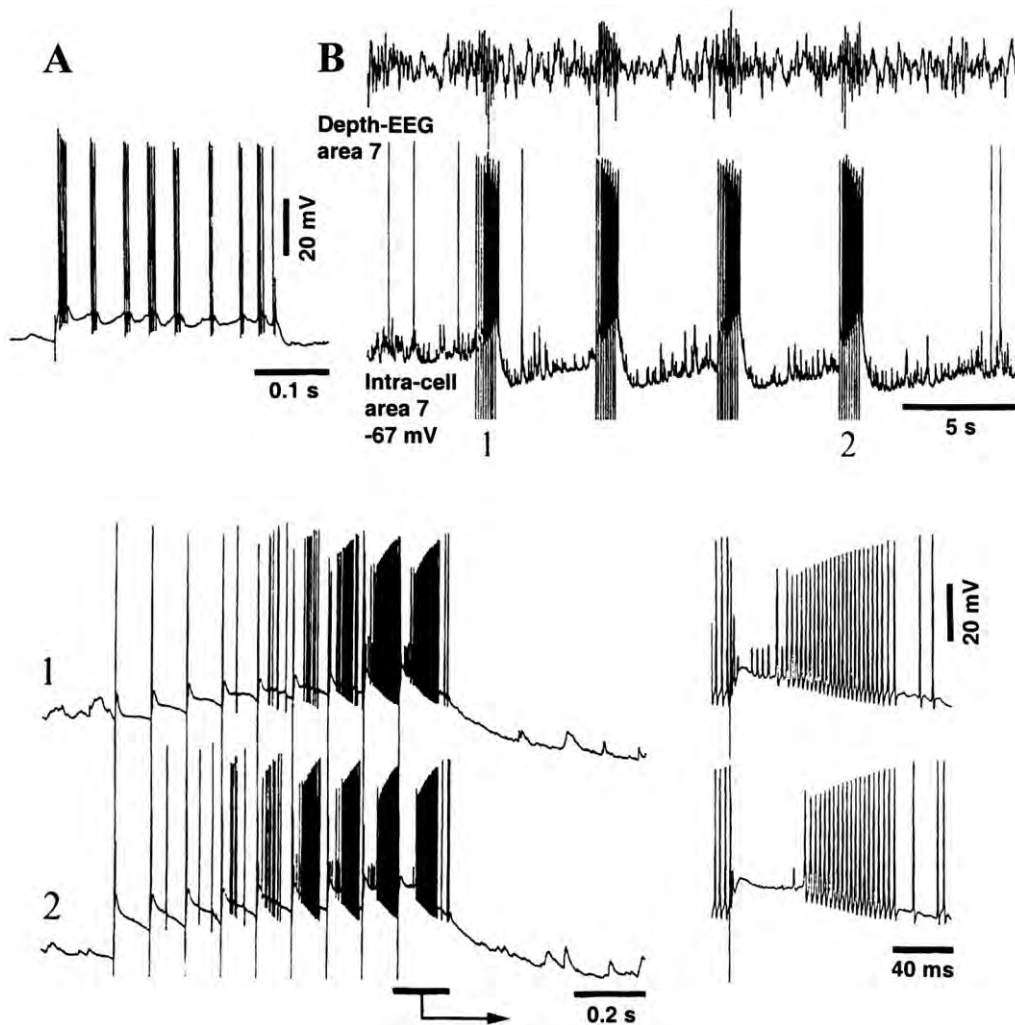 A
B
Depth-EEG
area 7
20 mV
0.1 s
Intra-cell
area 7
-67 mV
5 s
1
2
1
20 mV
2
40 ms
0.2 s